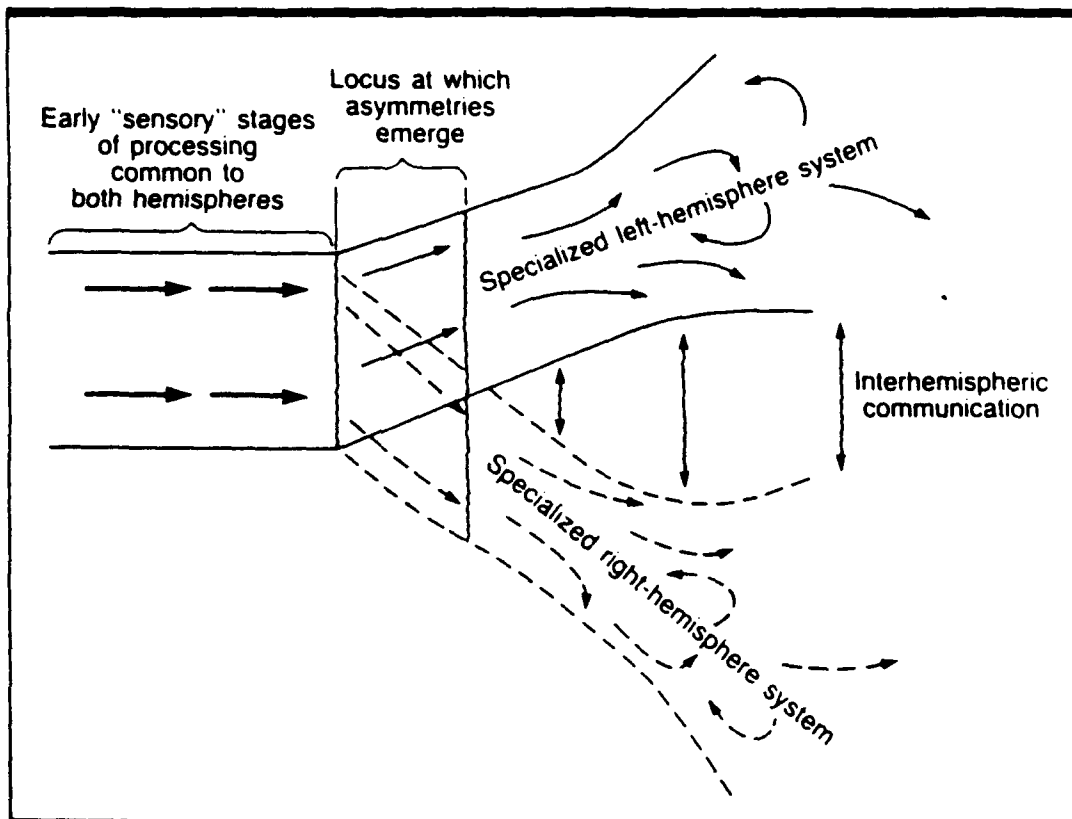 Early "sensory" stages
of processing
common to
both hemispheres
Locus at which
asymmetries
emerge
Specialized left-hemisphere system
Interhemispheric
communication
Specialized right-hemisphere system